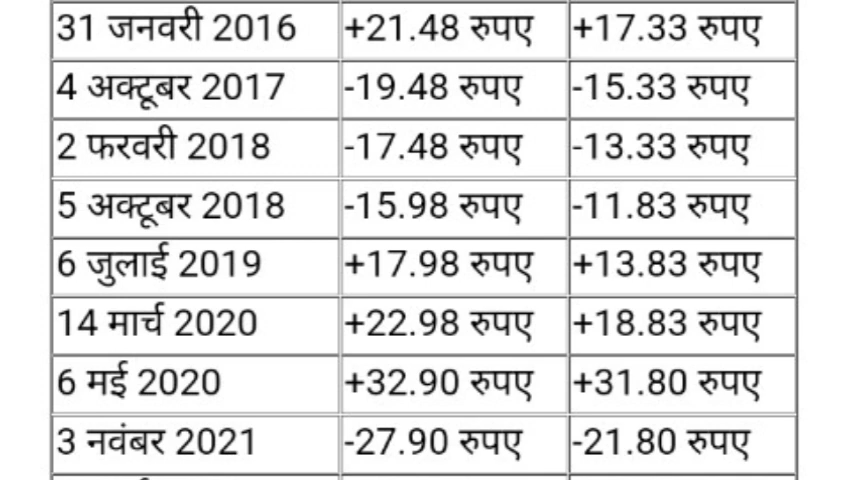 31 जनवरी 2016 +21.48 रुपए +17.33 रुपए
4 अक्टूबर 2017 -19.48 रुपए -15.33 रुपए
2 फरवरी 2018 -17.48 रुपए -13.33 रुपए
5 अक्टूबर 2018 -15.98 रुपए -11.83 रुपए
6 जुलाई 2019 +17.98 रुपए +13.83 रुपए
14 मार्च 2020 +22.98 रुपए +18.83 रुपए
6 मई 2020 +32.90 रुपए +31.80 रुपए
3 नवंबर 2021 -27.90 रुपए -21.80 रुपए